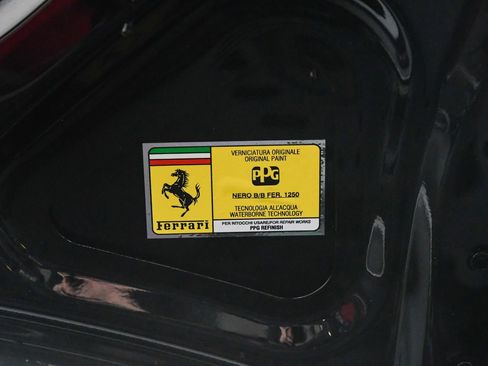 VERNICIATURA ORIGINALE
ORIGINAL PAINT
PPG
NERO B/B FER. 1250
TECNOLOGIA ALL'ACQUA
WATERBORNE TECHNOLOGY
Ferrari
PER RITOCCHI USARE/FOR REPAIR WORKS
PPG REFINISH